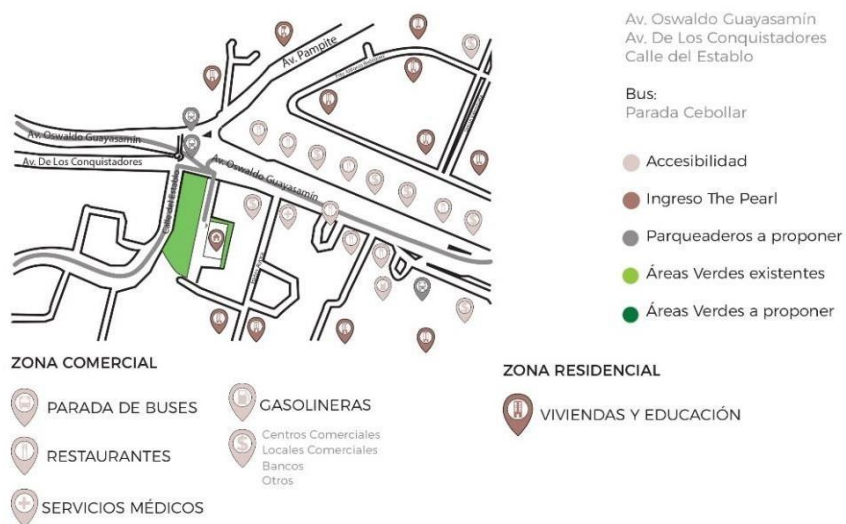 Av. Pampite
Av. Oswaldo Guayasamín
Av. De Los Conquistadores
Av. Oswaldo Guayasamín
Calle del Establo
Av. Oswaldo Guayasamín
Av. De Los Conquistadores
Calle del Establo
Bus:
Parada Cebollar
Accesibilidad
Ingreso The Pearl
Parqueaderos a proponer
Áreas Verdes existentes
Áreas Verdes a proponer
ZONA COMERCIAL
PARADA DE BUSES
RESTAURANTES
SERVICIOS MÉDICOS
GASOLINERAS
Centros Comerciales
Locales Comerciales
Bancos
Otros
ZONA RESIDENCIAL
VIVIENDAS Y EDUCACIÓN